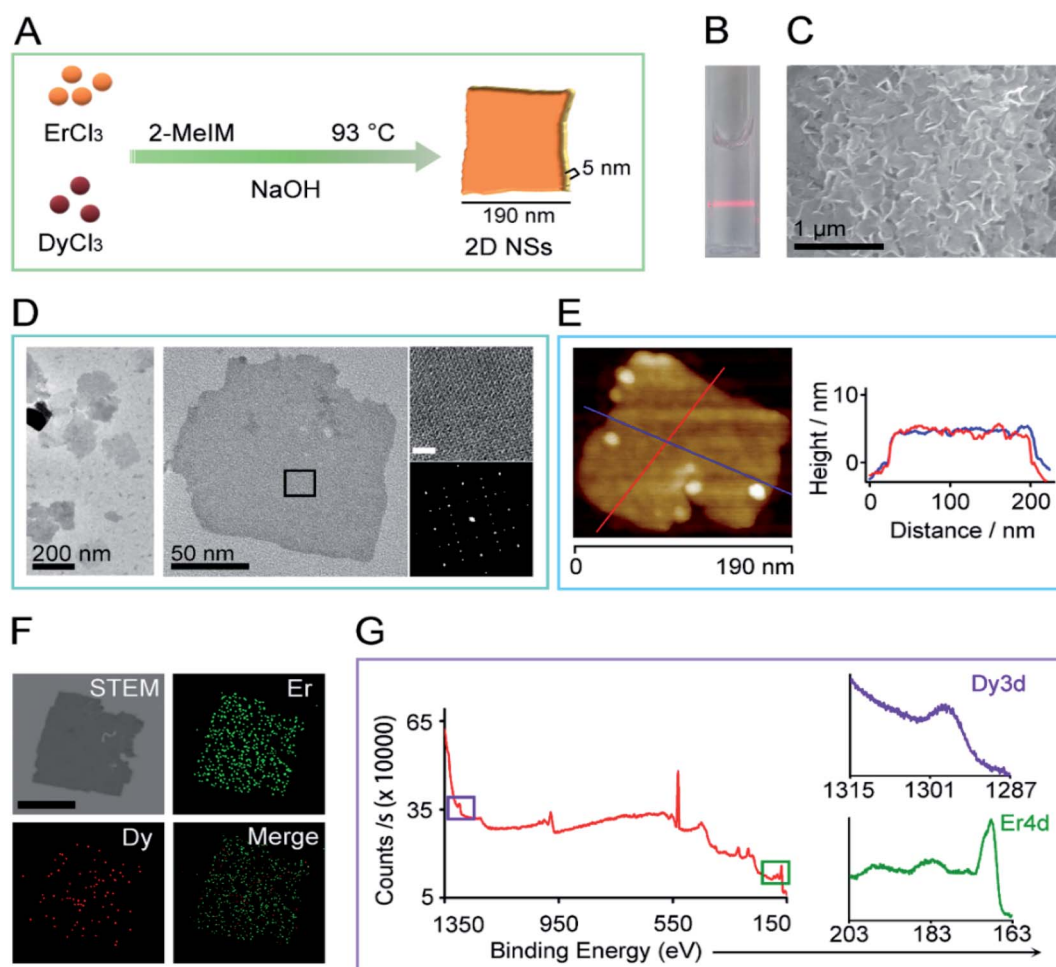 A
ErCl₃
DyCl₃
2-MeIM 93 °C
NaOH
5 nm
190 nm
2D NSs
B
C
1 µm
D
200 nm
50 nm
E
0 190 nm
Height / nm
10
0
0 100 200
Distance / nm
F
STEM
Er
Dy
Merge
G
Counts /s (x 10000)
65
35
5
1350 950 550 150
Binding Energy (eV)
Dy3d
1315 1301 1287
Er4d
203 183 163